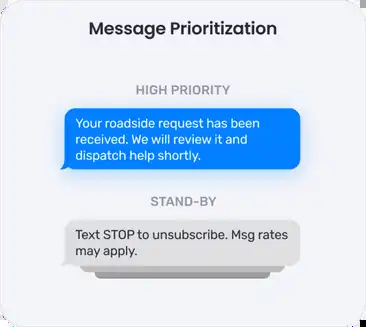 Message Prioritization
HIGH PRIORITY
Your roadside request has been
received. We will review it and
dispatch help shortly.
STAND-BY
Text STOP to unsubscribe. Msg rates
may apply.